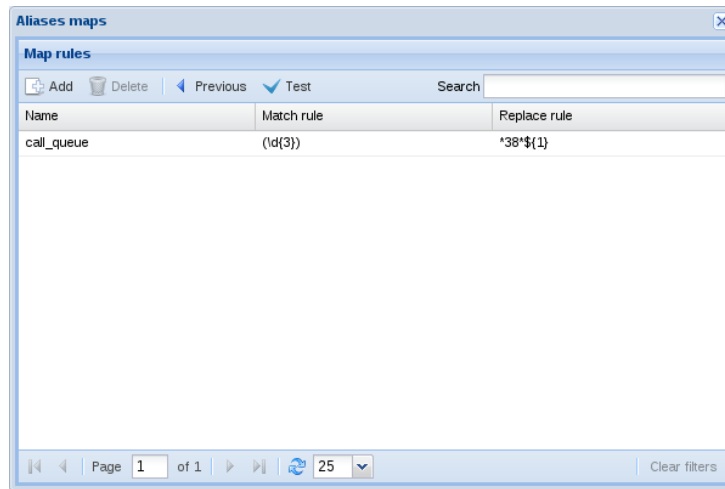 Aliases maps
Map rules
Add Delete Previous Test Search
Name Match rule Replace rule
call_queue (\d{3}) *38*${1}
Page 1 of 1 25 Clear filters